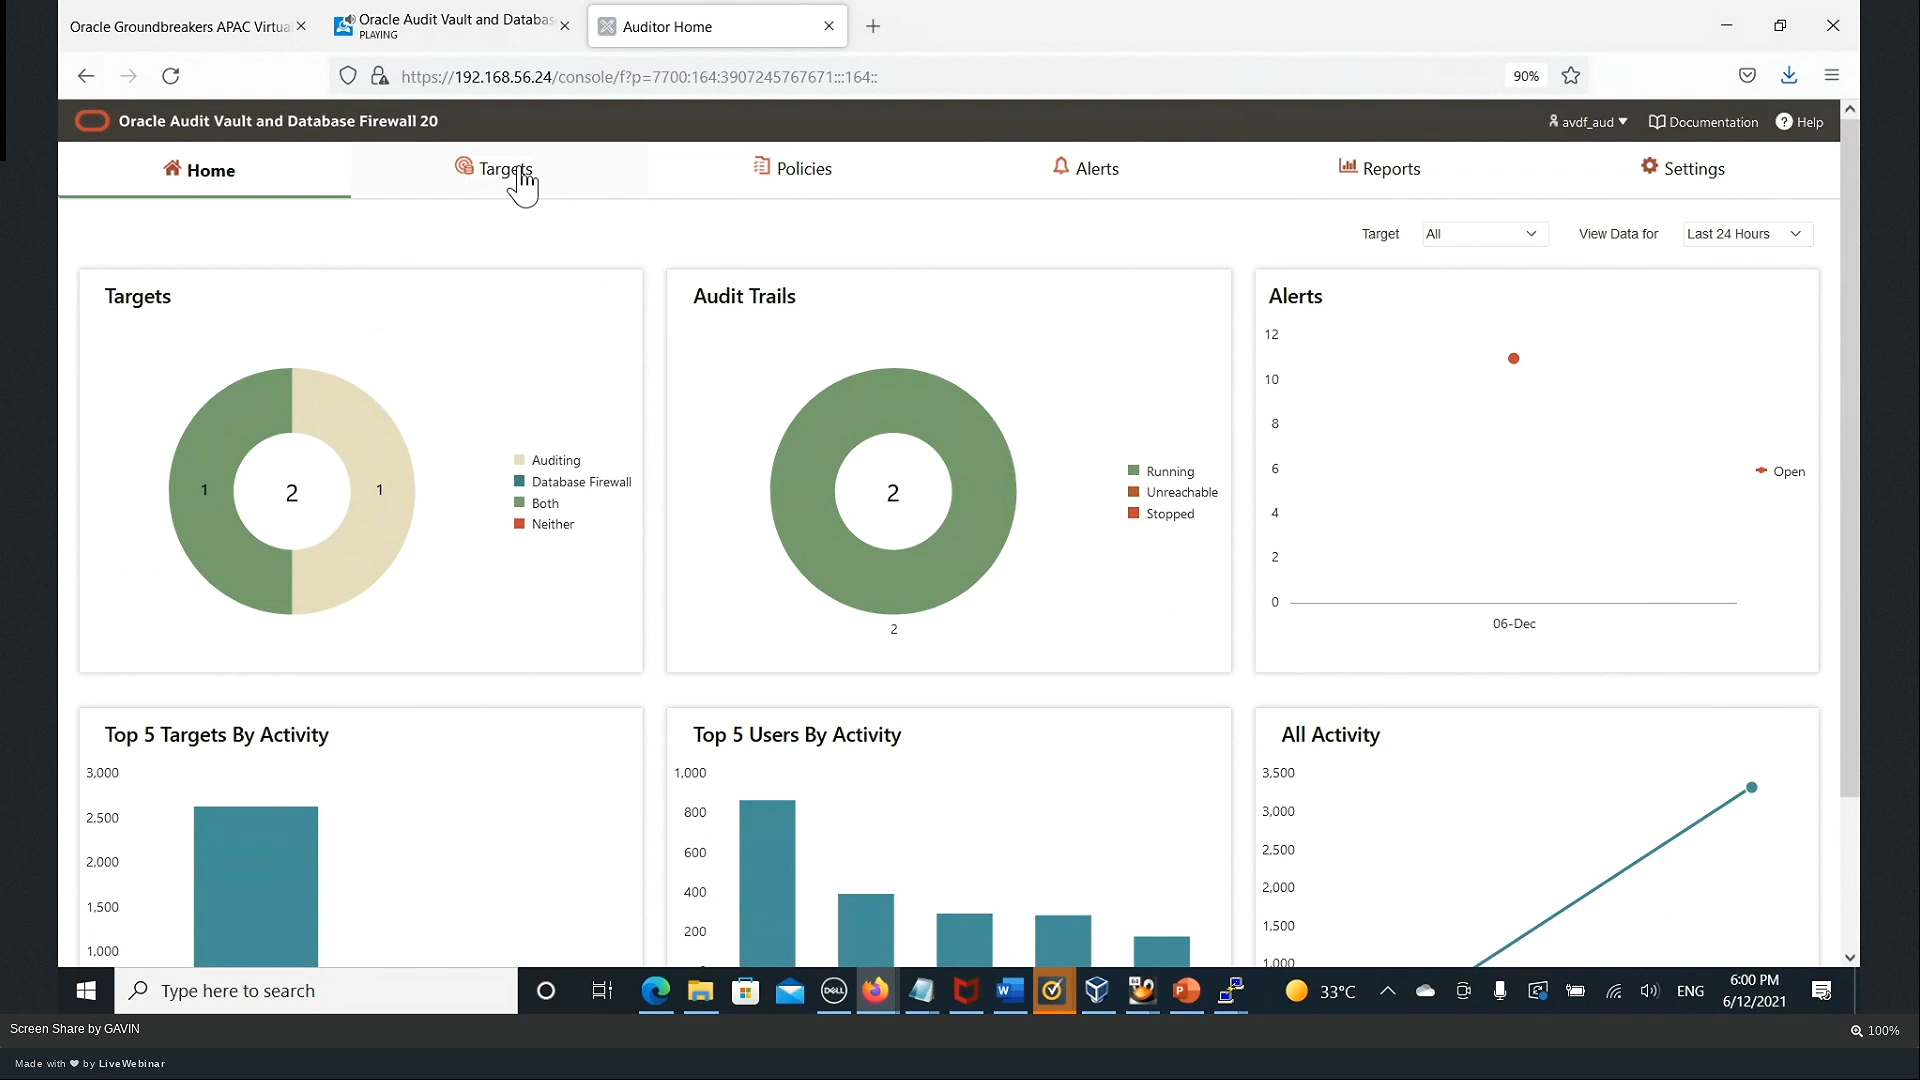 Oracle Groundbreakers APAC Virtual
Oracle Audit Vault and Databas
PLAYING
Auditor Home
https://192.168.56.24/console/f?p=7700:164:3907245767671:::164::
90%
Oracle Audit Vault and Database Firewall 20
avdf_aud
Documentation
? Help
Home
Targets
Policies
Alerts
Reports
Settings
Target
All
View Data for
Last 24 Hours
Targets
1
2
1
Auditing
Database Firewall
Both
Neither
Audit Trails
2
2
Running
Unreachable
Stopped
Alerts
12
10
8
6
4
2
0
06-Dec
Open
Top 5 Targets By Activity
3,000
2,500
2,000
1,500
1,000
Top 5 Users By Activity
1,000
800
600
400
200
All Activity
3,500
3,000
2,500
2,000
1,500
1,000
Type here to search
DELL
33°C
ENG
6:00 PM
6/12/2021
Screen Share by GAVIN
100%
Made with ❤ by LiveWebinar